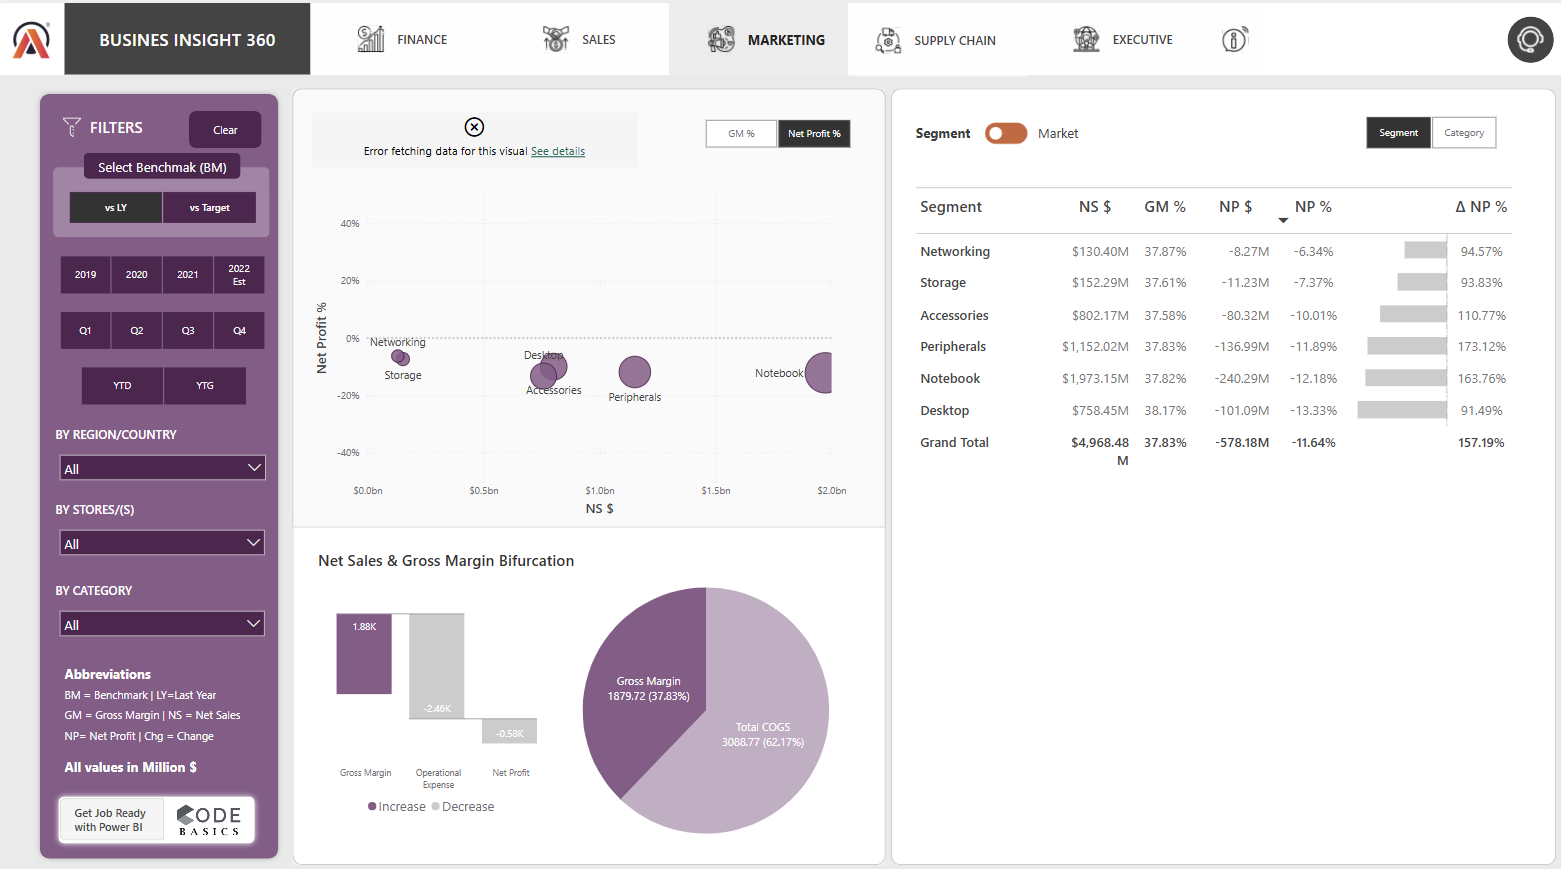 BUSINES INSIGHT 360
FINANCE
SALES
MARKETING
SUPPLY CHAIN
EXECUTIVE
FILTERS
Clear
Select Benchmak (BM)
vs LY
vs Target
2019
2020
2021
2022
Est
Q1
Q2
Q3
Q4
YTD
YTG
BY REGION/COUNTRY
All
BY STORES/(S)
All
BY CATEGORY
All
Abbreviations
BM = Benchmark | LY=Last Year
GM = Gross Margin | NS = Net Sales
NP= Net Profit | Chg = Change
All values in Million $
Get Job Ready
with Power BI
CODE
BASICS
Error fetching data for this visual See details
GM %
Net Profit %
Net Profit %
40%
20%
0%
-20%
-40%
Networking
Storage
Desktop
Accessories
Peripherals
Notebook
$0.0bn
$0.5bn
$1.0bn
$1.5bn
$2.0bn
NS $
Net Sales & Gross Margin Bifurcation
1.88K
-2.46K
-0.58K
Gross Margin
Operational
Expense
Net Profit
Increase
Decrease
Gross Margin
1879.72 (37.83%)
Total COGS
3088.77 (62.17%)
Segment
Market
Segment
Category
Segment NS $ GM % NP $ NP % Δ NP %
Networking $130.40M 37.87% -8.27M -6.34% 94.57%
Storage $152.29M 37.61% -11.23M -7.37% 93.83%
Accessories $802.17M 37.58% -80.32M -10.01% 110.77%
Peripherals $1,152.02M 37.83% -136.99M -11.89% 173.12%
Notebook $1,973.15M 37.82% -240.29M -12.18% 163.76%
Desktop $758.45M 38.17% -101.09M -13.33% 91.49%
Grand Total $4,968.48 37.83% -578.18M -11.64% 157.19%
M